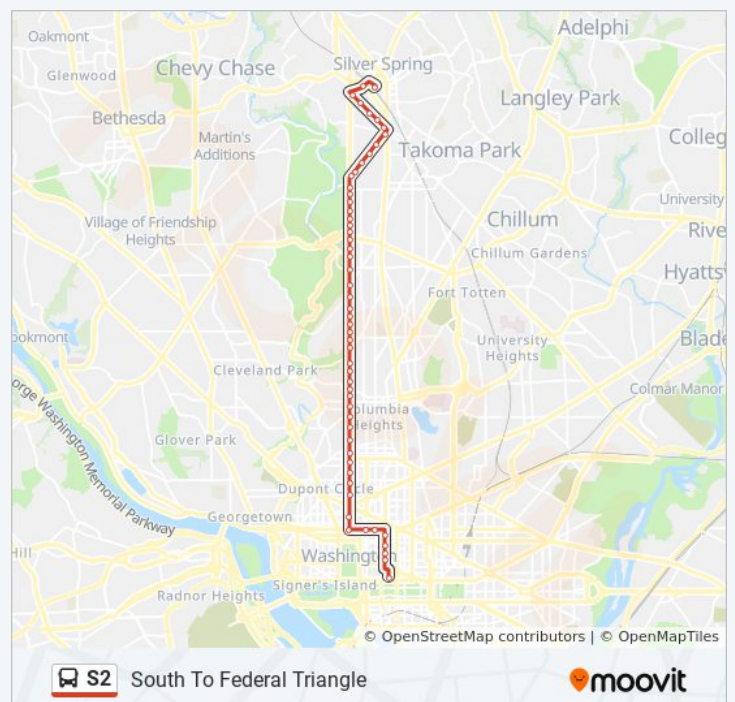 Adelphi
Oakmont
Silver Spring
Chevy Chase
Glenwood
Langley Park
Bethesda
Martin's
Additions
Colleg
Takoma Park
University
Village of Friendship
Heights
Chillum
Rive
Chillum Gardens
Hyatts
Fort Totten
ookmont
University
Heights
Blade
Cleveland Park
Colmar Manor
orge Washington Memorial Parkway
olumbia
Heights
Glover Park
Dupont Circle
Georgetown
Hill
Washington
Signer's Island
Radnor Heights
© OpenStreetMap contributors | © OpenMapTiles
S2 South To Federal Triangle
moovit